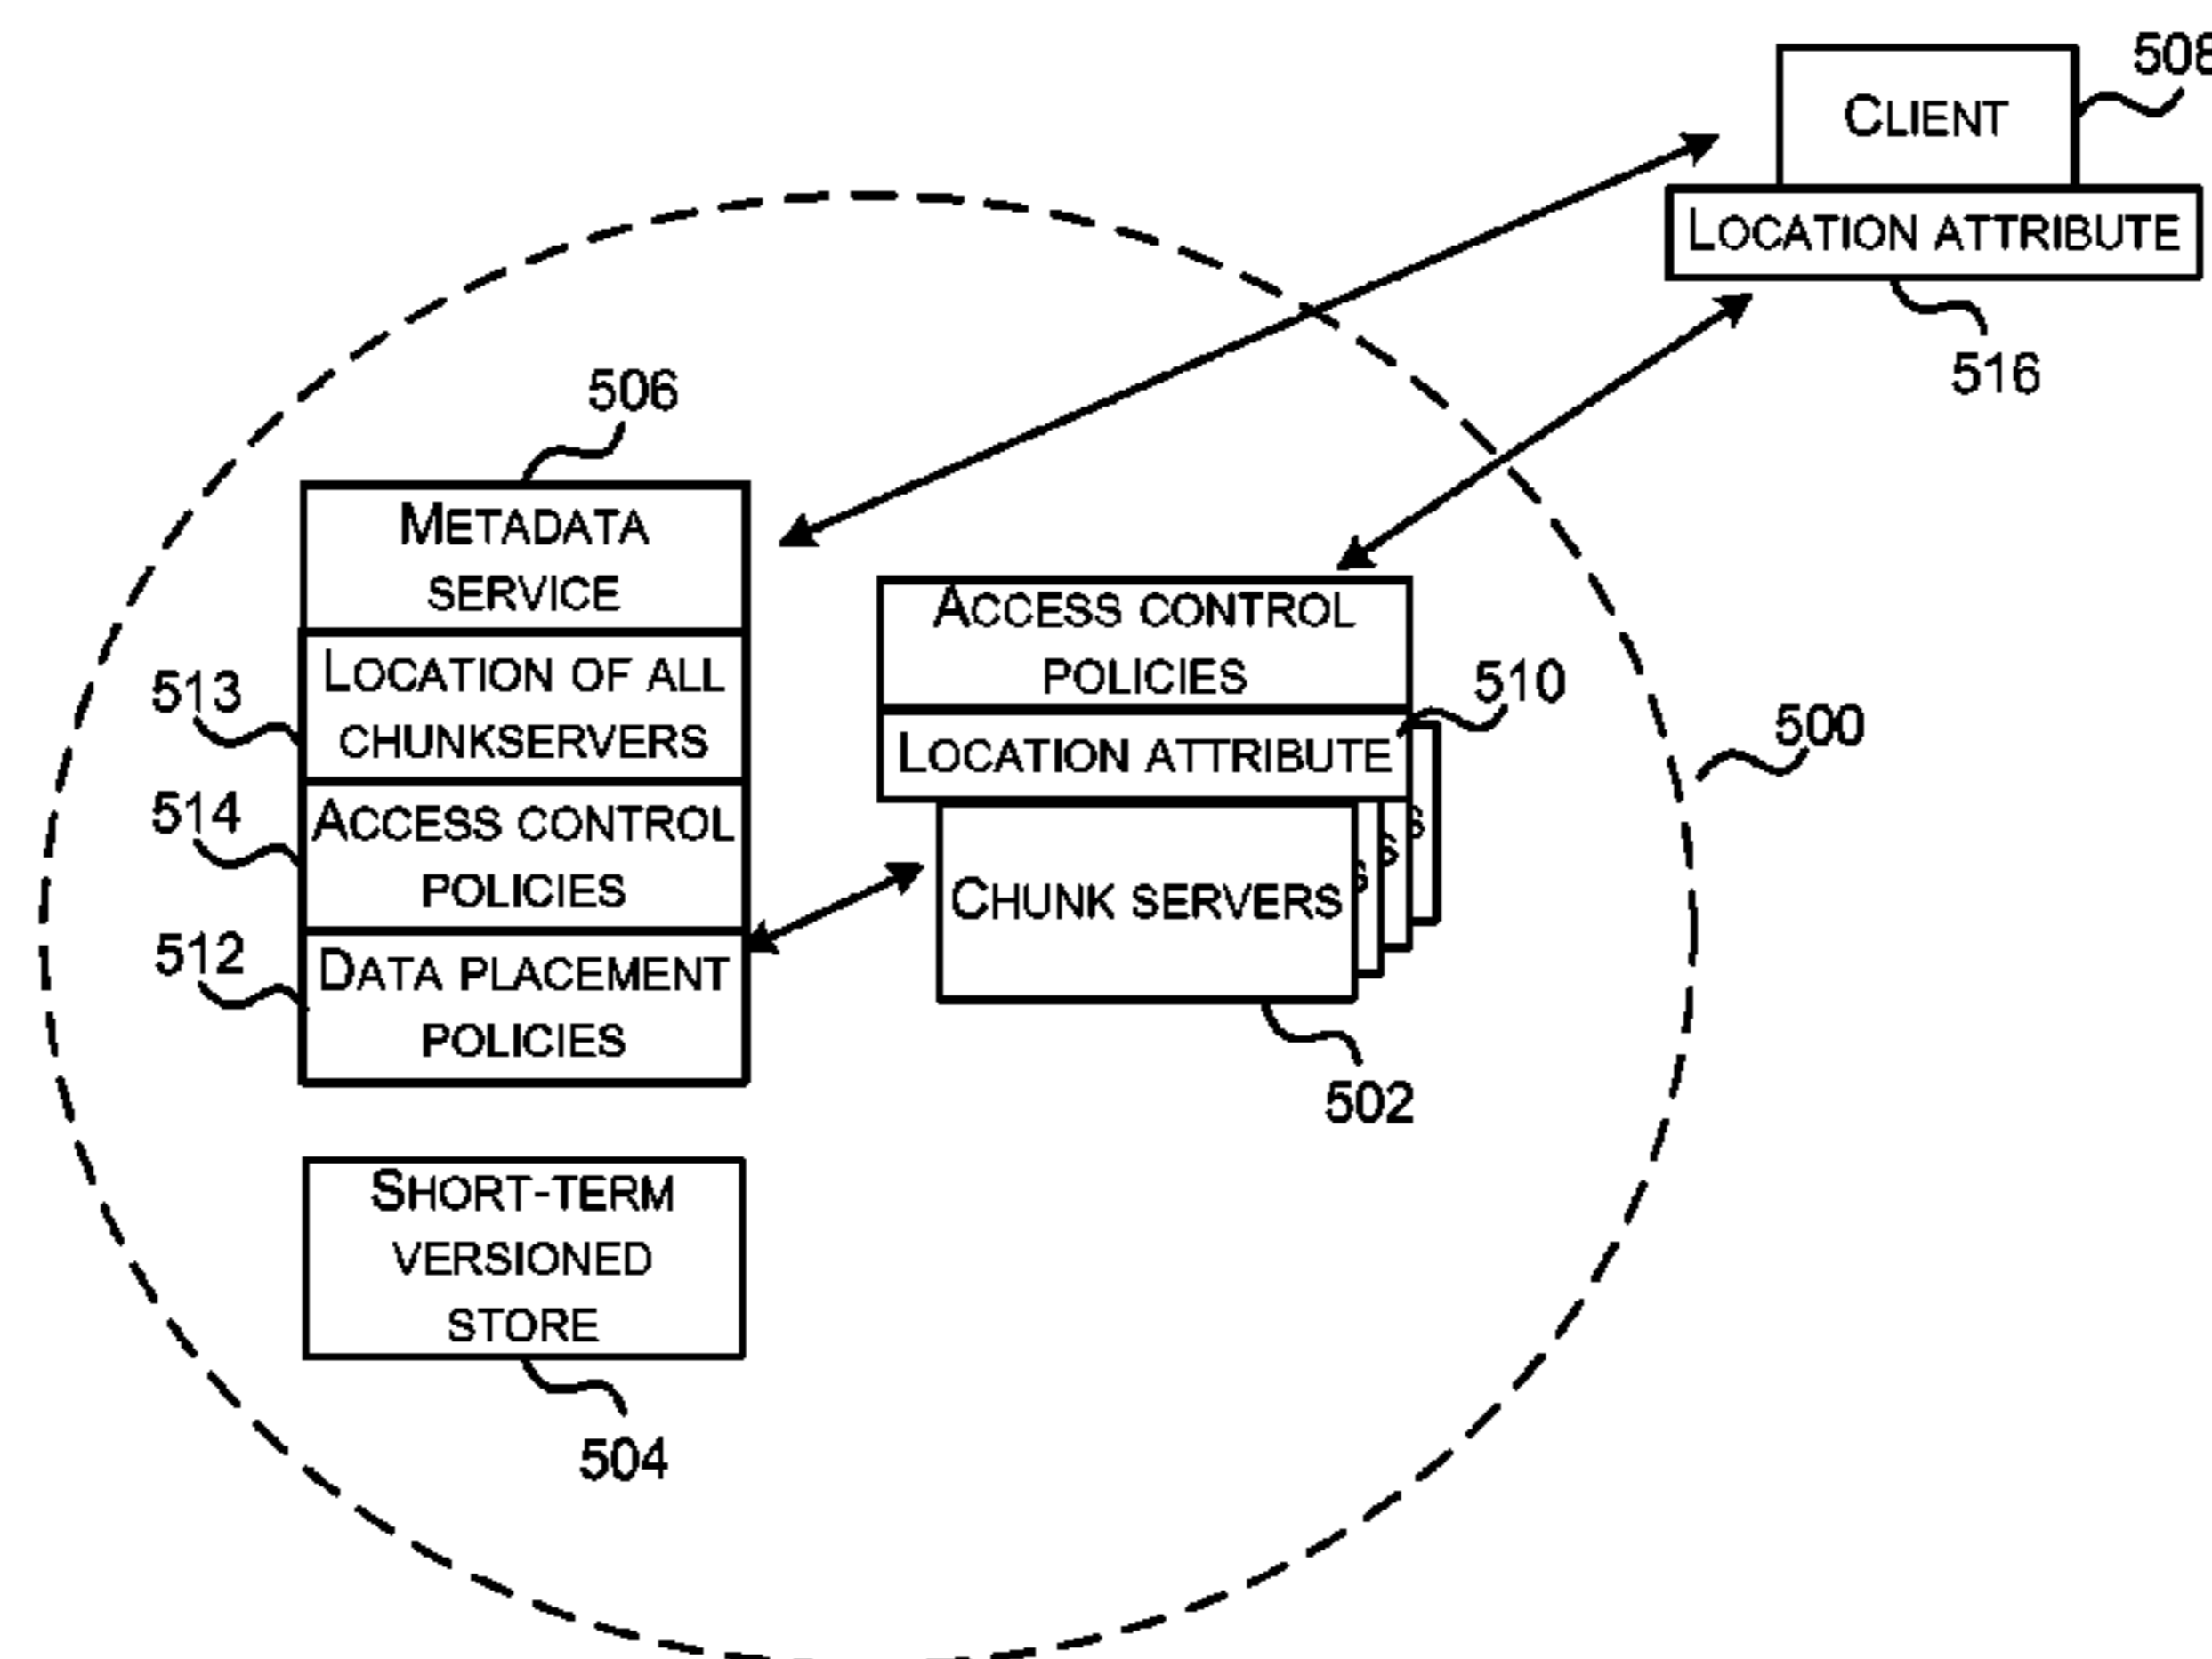 508
CLIENT
LOCATION ATTRIBUTE
516
506
METADATA
SERVICE
LOCATION OF ALL
CHUNKSERVERS
513
ACCESS CONTROL
POLICIES
514
DATA PLACEMENT
POLICIES
512
ACCESS CONTROL
POLICIES
LOCATION ATTRIBUTE
510
500
CHUNK SERVERS
S
S
S
502
SHORT-TERM
VERSIONED
STORE
504